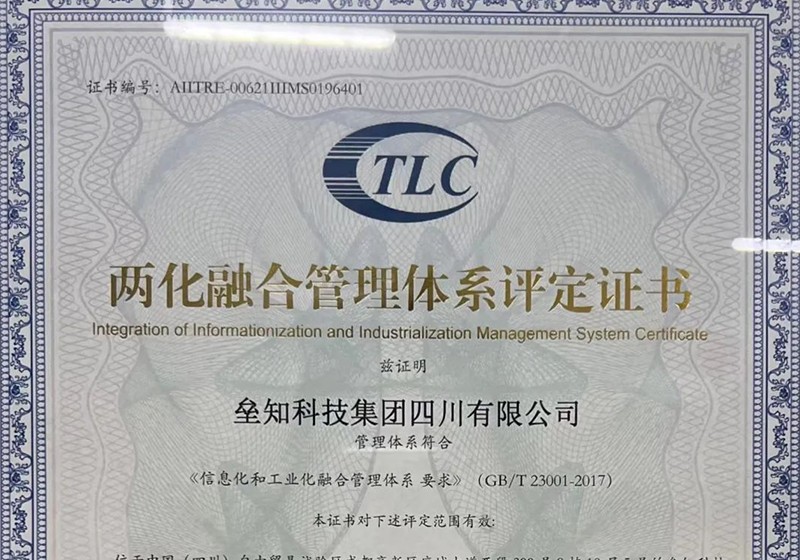 证书编号：AIITRE-00621IIIMS0196401
TLC
两化融合管理体系评定证书
Integration of Informationization and Industrialization Management System Certificate
兹证明
垒知科技集团四川有限公司
管理体系符合
《信息化和工业化融合管理体系 要求》（GB/T 23001-2017）
本证书对下述评定范围有效: